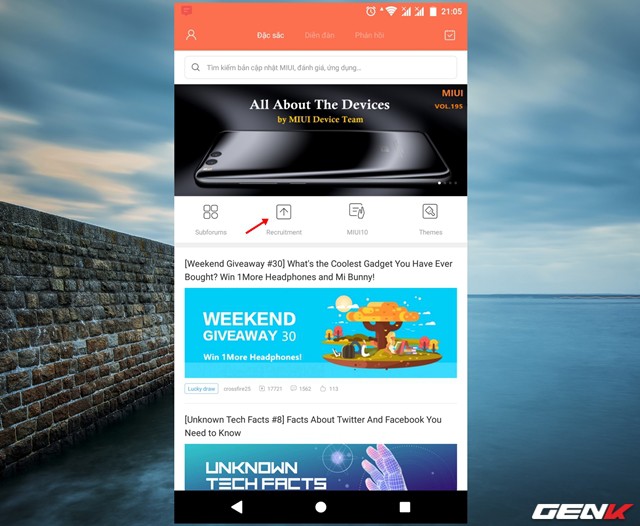 21:05
Đặc sắc Diễn đàn Phản hồi
Tìm kiếm bản cập nhật MIUI, đánh giá, ứng dụng...
MIUI
VOL.195
All About The Devices
by MIUI Device Team
Subforums Recruitment MIUI10 Themes
[Weekend Giveaway #30] What's the Coolest Gadget You Have Ever
Bought? Win 1More Headphones and Mi Bunny!
WEEKEND
GIVEAWAY 30
Win 1More Headphones!
Lucky draw 17721 1562 113
[Unknown Tech Facts #8] Facts About Twitter And Facebook You
Need to Know
UNKNOWN
TECH FACTS
GENK